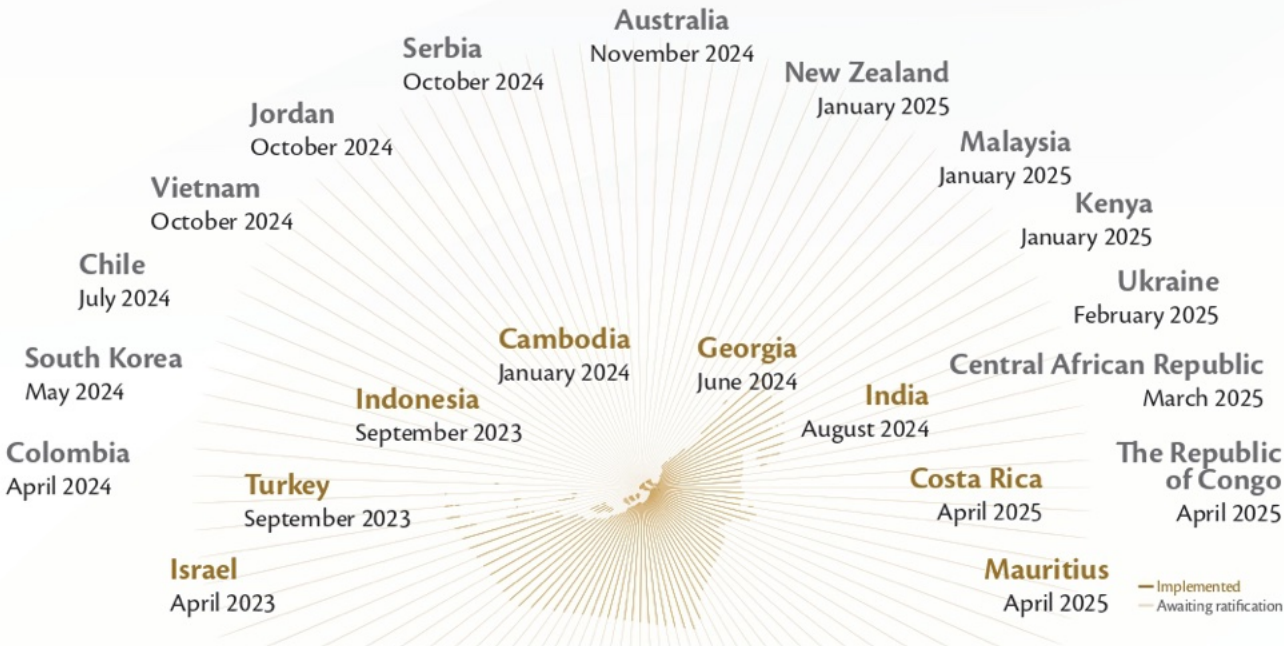 Australia
November 2024
Serbia
October 2024
New Zealand
January 2025
Jordan
October 2024
Malaysia
January 2025
Vietnam
October 2024
Kenya
January 2025
Chile
July 2024
Ukraine
February 2025
Cambodia
January 2024
Georgia
June 2024
South Korea
May 2024
Central African Republic
March 2025
Indonesia
September 2023
India
August 2024
Colombia
April 2024
The Republic
of Congo
April 2025
Turkey
September 2023
Costa Rica
April 2025
Israel
April 2023
Mauritius
April 2025
Implemented
Awaiting ratification